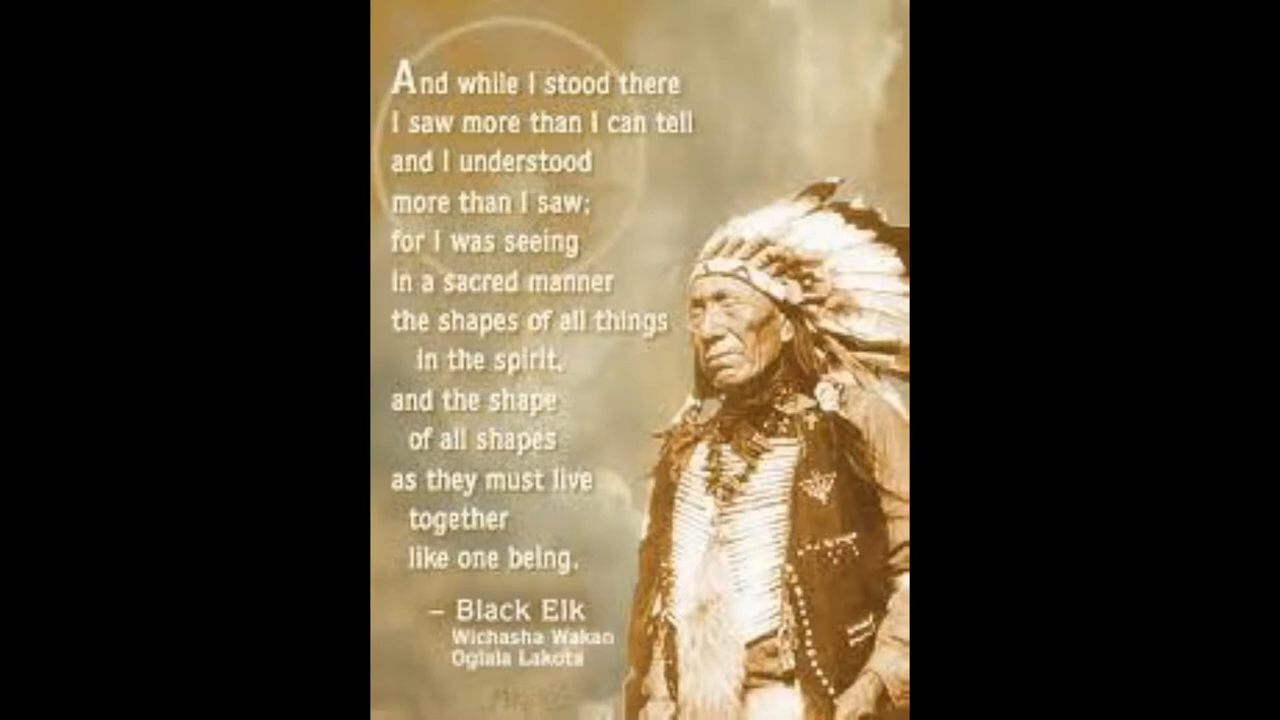 And while I stood there
I saw more than I can tell
and I understood
more than I saw;
for I was seeing
in a sacred manner
the shapes of all things
in the spirit,
and the shape
of all shapes
as they must live
together
like one being.
– Black Elk
Wichasha Wakan
Oglala Lakota